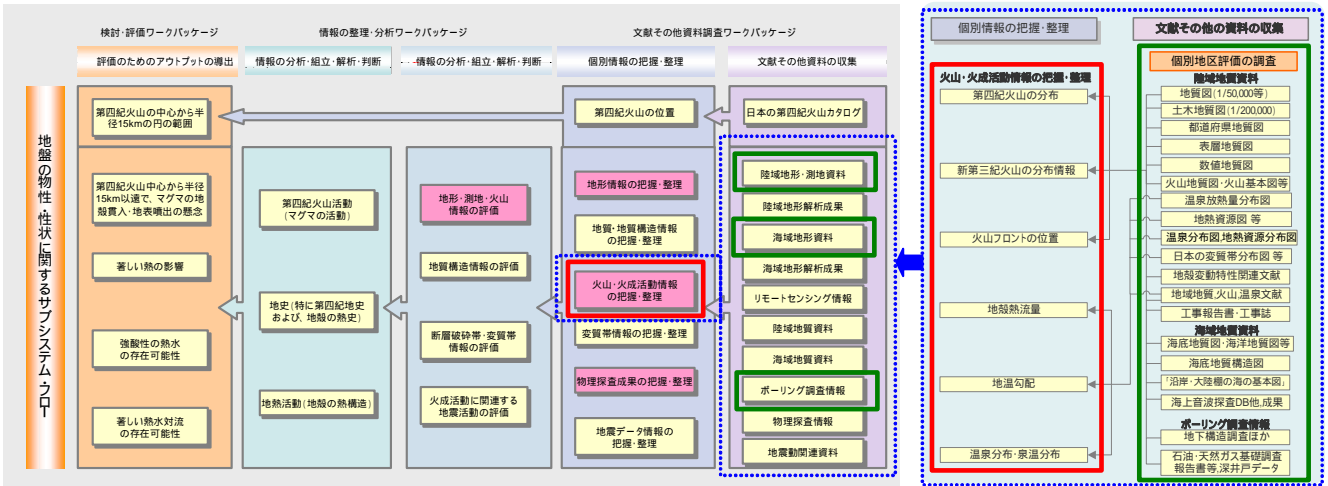 検討・評価ワークパッケージ
情報の整理・分析ワークパッケージ
文献その他資料調査ワークパッケージ
評価のためのアウトプットの導出
情報の分析・組立・解析・判断
情報の分析・組立・解析・判断
個別情報の把握・整理
文献その他の資料の収集
地盤の物性・性状に関するサブシステム・フロー
第四紀火山の中心から半
径15kmの円の範囲
第四紀火山の位置
日本の第四紀火山カタログ
第四紀火山中心から半径
15km以遠で、マグマの地
殻貫入・地表噴出の懸念
著しい熱の影響
強酸性の熱水
の存在可能性
著しい熱水対流
の存在可能性
第四紀火山活動
(マグマの活動)
地史(特に第四紀地史
および、地殻の熱史)
地熱活動(地殻の熱構造)
地形・測地・火山
情報の評価
地質構造情報の評価
断層破砕帯・変質帯
情報の評価
火成活動に関連する
地震活動の評価
地形情報の把握・整理
地質・地質構造情報
の把握・整理
火山・火成活動情報
の把握・整理
変質帯情報の把握・整理
物理探査成果の把握・整理
地震データ情報の
把握・整理
陸域地形・測地資料
陸域地形解析成果
海域地形資料
海域地形解析成果
リモートセンシング情報
陸域地質資料
海域地質資料
ボーリング調査情報
物理探査情報
地震動関連資料
個別情報の把握・整理
文献その他の資料の収集
火山・火成活動情報の把握・整理
第四紀火山の分布
新第三紀火山の分布情報
火山フロントの位置
地殻熱流量
地温勾配
温泉分布・泉温分布
個別地区評価の調査
陸域地質資料
地質図(1/50,000等)
土木地質図(1/200,000)
都道府県地質図
表層地質図
数値地質図
火山地質図・火山基本図等
温泉放熱量分布図
地熱資源図 等
温泉分布図,地熱資源分布図
日本の変質帯分布図 等
地殻変動特性関連文献
地域地質,火山,温泉文献
工事報告書・工事誌
海域地質資料
海底地質図・海洋地質図等
海底地質構造図
「沿岸・大陸棚の海の基本図」
海上音波探査DB他,成果
ボーリング調査情報
地下構造調査ほか
石油・天然ガス基礎調査
報告書等,深井戸データ